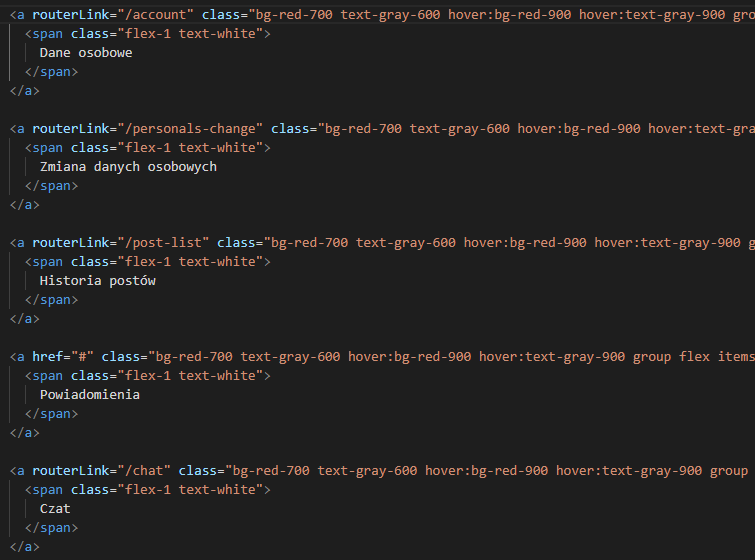 <a routerLink="/account" class="bg-red-700 text-gray-600 hover:bg-red-900 hover:text-gray-900 gro
<span class="flex-1 text-white">
Dane osobowe
</span>
</a>
<a routerLink="/personals-change" class="bg-red-700 text-gray-600 hover:bg-red-900 hover:text-gra
<span class="flex-1 text-white">
Zmiana danych osobowych
</span>
</a>
<a routerLink="/post-list" class="bg-red-700 text-gray-600 hover:bg-red-900 hover:text-gray-900 g
<span class="flex-1 text-white">
Historia postów
</span>
</a>
<a href="#" class="bg-red-700 text-gray-600 hover:bg-red-900 hover:text-gray-900 group flex items
<span class="flex-1 text-white">
Powiadomienia
</span>
</a>
<a routerLink="/chat" class="bg-red-700 text-gray-600 hover:bg-red-900 hover:text-gray-900 group
<span class="flex-1 text-white">
Czat
</span>
</a>